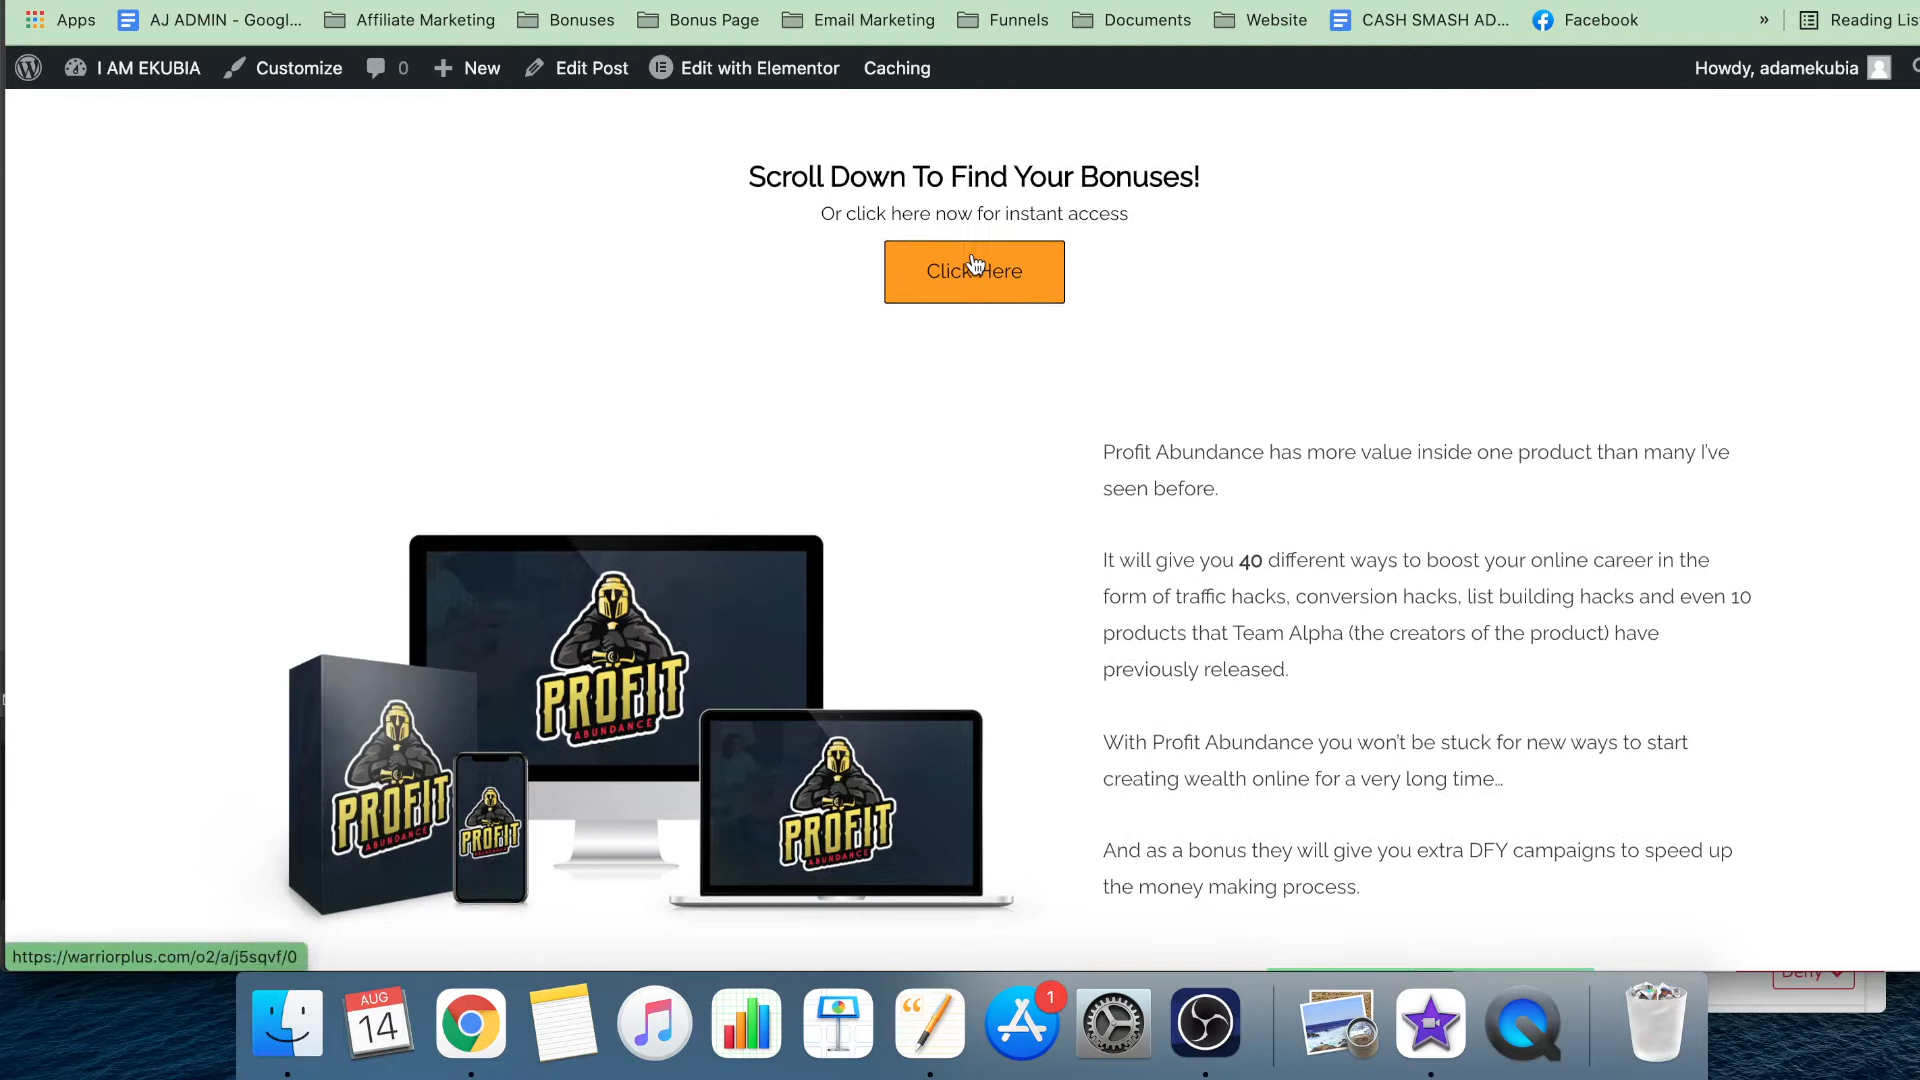 Apps AJ ADMIN - Googl... Affiliate Marketing Bonuses Bonus Page Email Marketing Funnels Documents Website CASH SMASH AD... Facebook » Reading Lis
I AM EKUBIA Customize 0 New Edit Post Edit with Elementor Caching Howdy, adamekubia
Scroll Down To Find Your Bonuses!
Or click here now for instant access
Click Here
Profit Abundance has more value inside one product than many I've
seen before.
It will give you 40 different ways to boost your online career in the
form of traffic hacks, conversion hacks, list building hacks and even 10
products that Team Alpha (the creators of the product) have
previously released.
With Profit Abundance you won't be stuck for new ways to start
creating wealth online for a very long time...
And as a bonus they will give you extra DFY campaigns to speed up
the money making process.
PROFIT
ABUNDANCE
PROFIT
ABUNDANCE
PROFIT
ABUNDANCE
PROFIT
ABUNDANCE
https://warriorplus.com/o2/a/j5sqvf/0
Deny
AUG
14
1